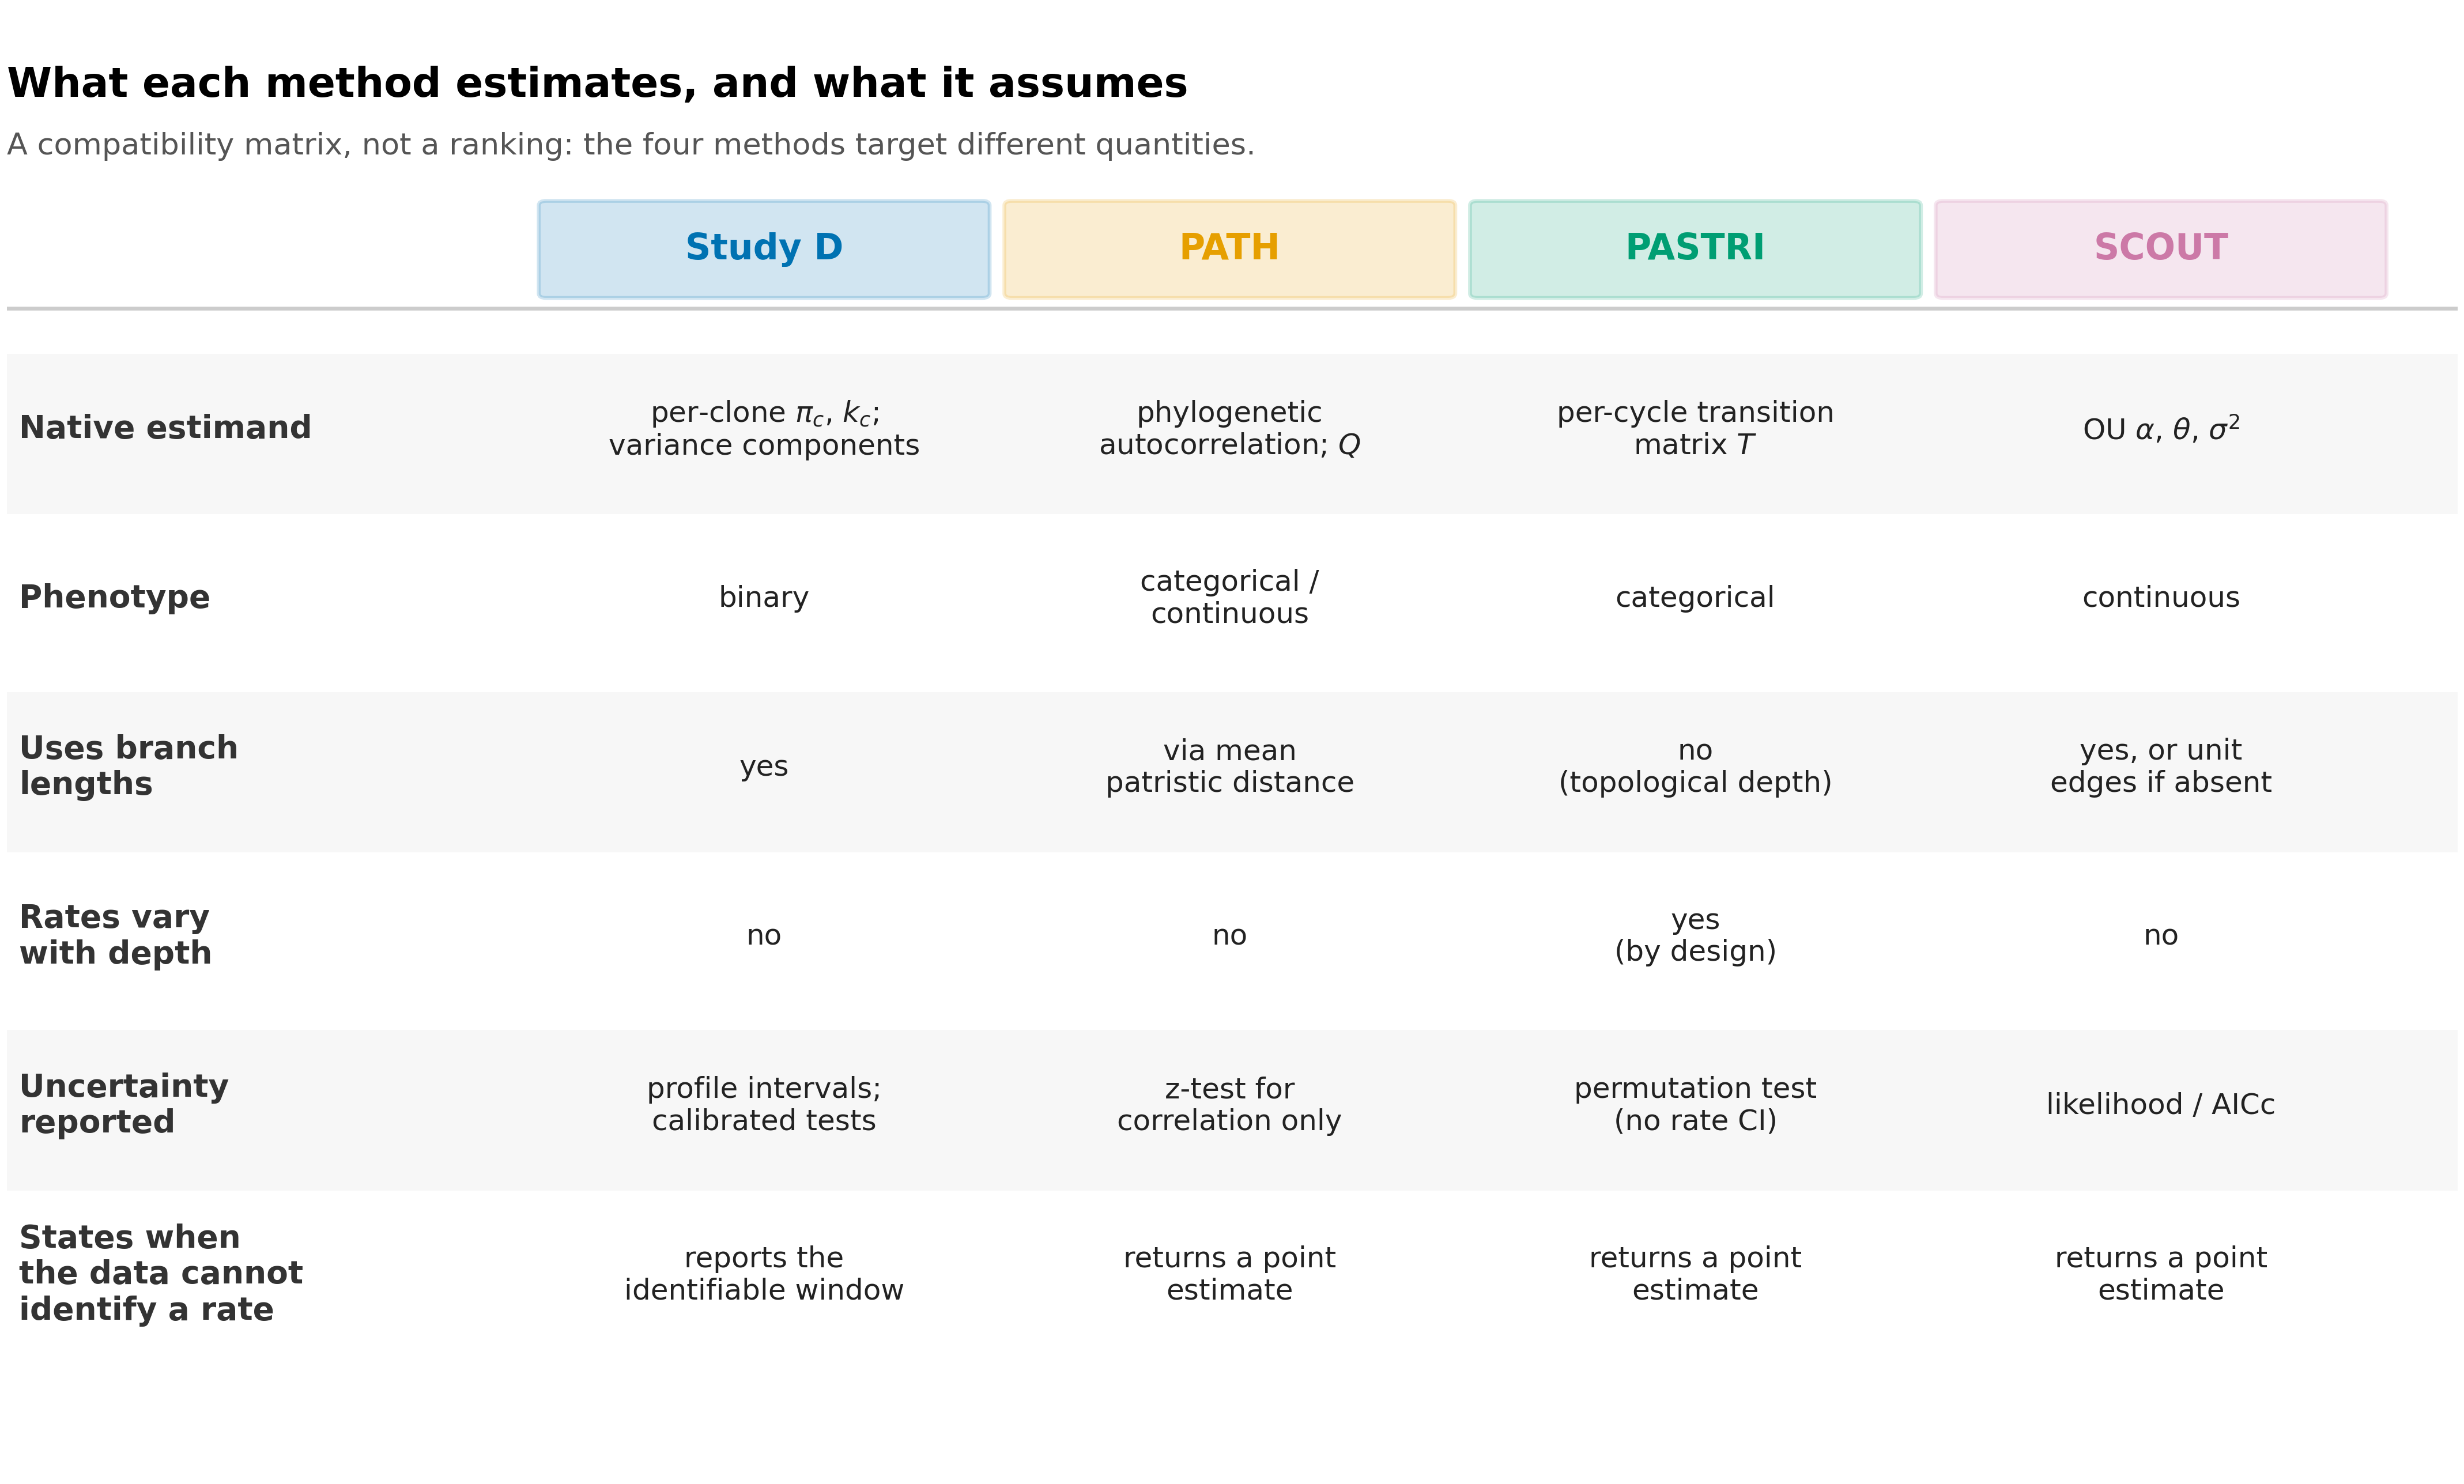 What each method estimates, and what it assumes
A compatibility matrix, not a ranking: the four methods target different quantities.
Study D PATH PASTRI SCOUT
Native estimand
per-clone π_c, k_c;
variance components
phylogenetic
autocorrelation; Q
per-cycle transition
matrix T
OU α, θ, σ²
Phenotype
binary
categorical /
continuous
categorical
continuous
Uses branch
lengths
yes
via mean
patristic distance
no
(topological depth)
yes, or unit
edges if absent
Rates vary
with depth
no
no
yes
(by design)
no
Uncertainty
reported
profile intervals;
calibrated tests
z-test for
correlation only
permutation test
(no rate CI)
likelihood / AICc
States when
the data cannot
identify a rate
reports the
identifiable window
returns a point
estimate
returns a point
estimate
returns a point
estimate